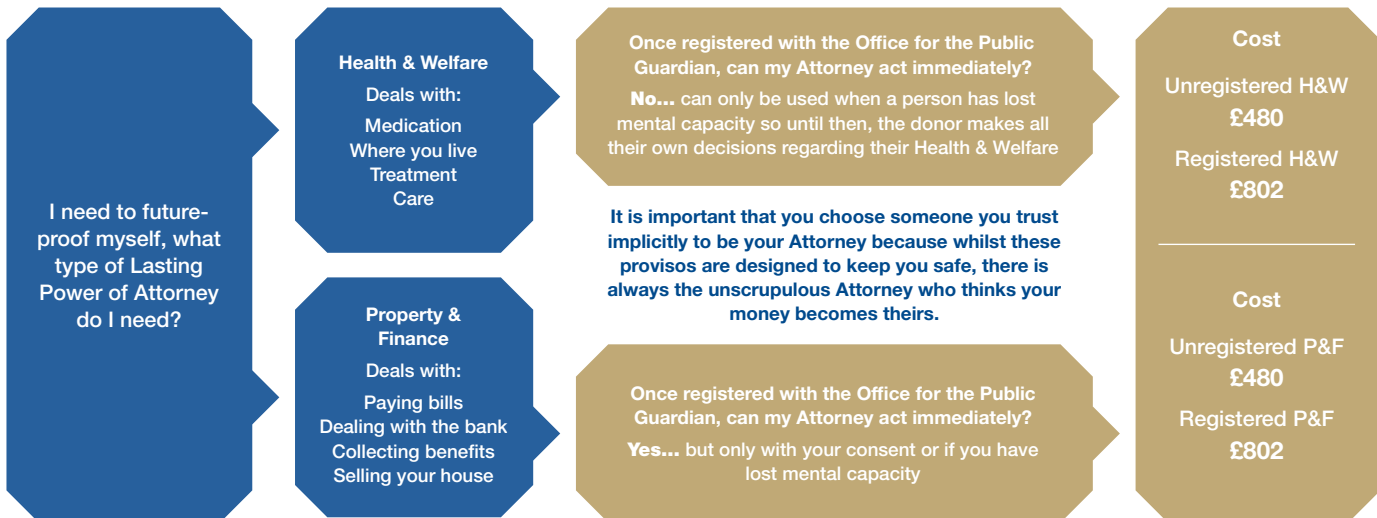 I need to future-
proof myself, what
type of Lasting
Power of Attorney
do I need?
Health & Welfare
Deals with:
Medication
Where you live
Treatment
Care
Property &
Finance
Deals with:
Paying bills
Dealing with the bank
Collecting benefits
Selling your house
Once registered with the Office for the Public
Guardian, can my Attorney act immediately?
No... can only be used when a person has lost
mental capacity so until then, the donor makes all
their own decisions regarding their Health & Welfare
It is important that you choose someone you trust
implicitly to be your Attorney because whilst these
provisos are designed to keep you safe, there is
always the unscrupulous Attorney who thinks your
money becomes theirs.
Once registered with the Office for the Public
Guardian, can my Attorney act immediately?
Yes... but only with your consent or if you have
lost mental capacity
Cost
Unregistered H&W
£480
Registered H&W
£802
Cost
Unregistered P&F
£480
Registered P&F
£802